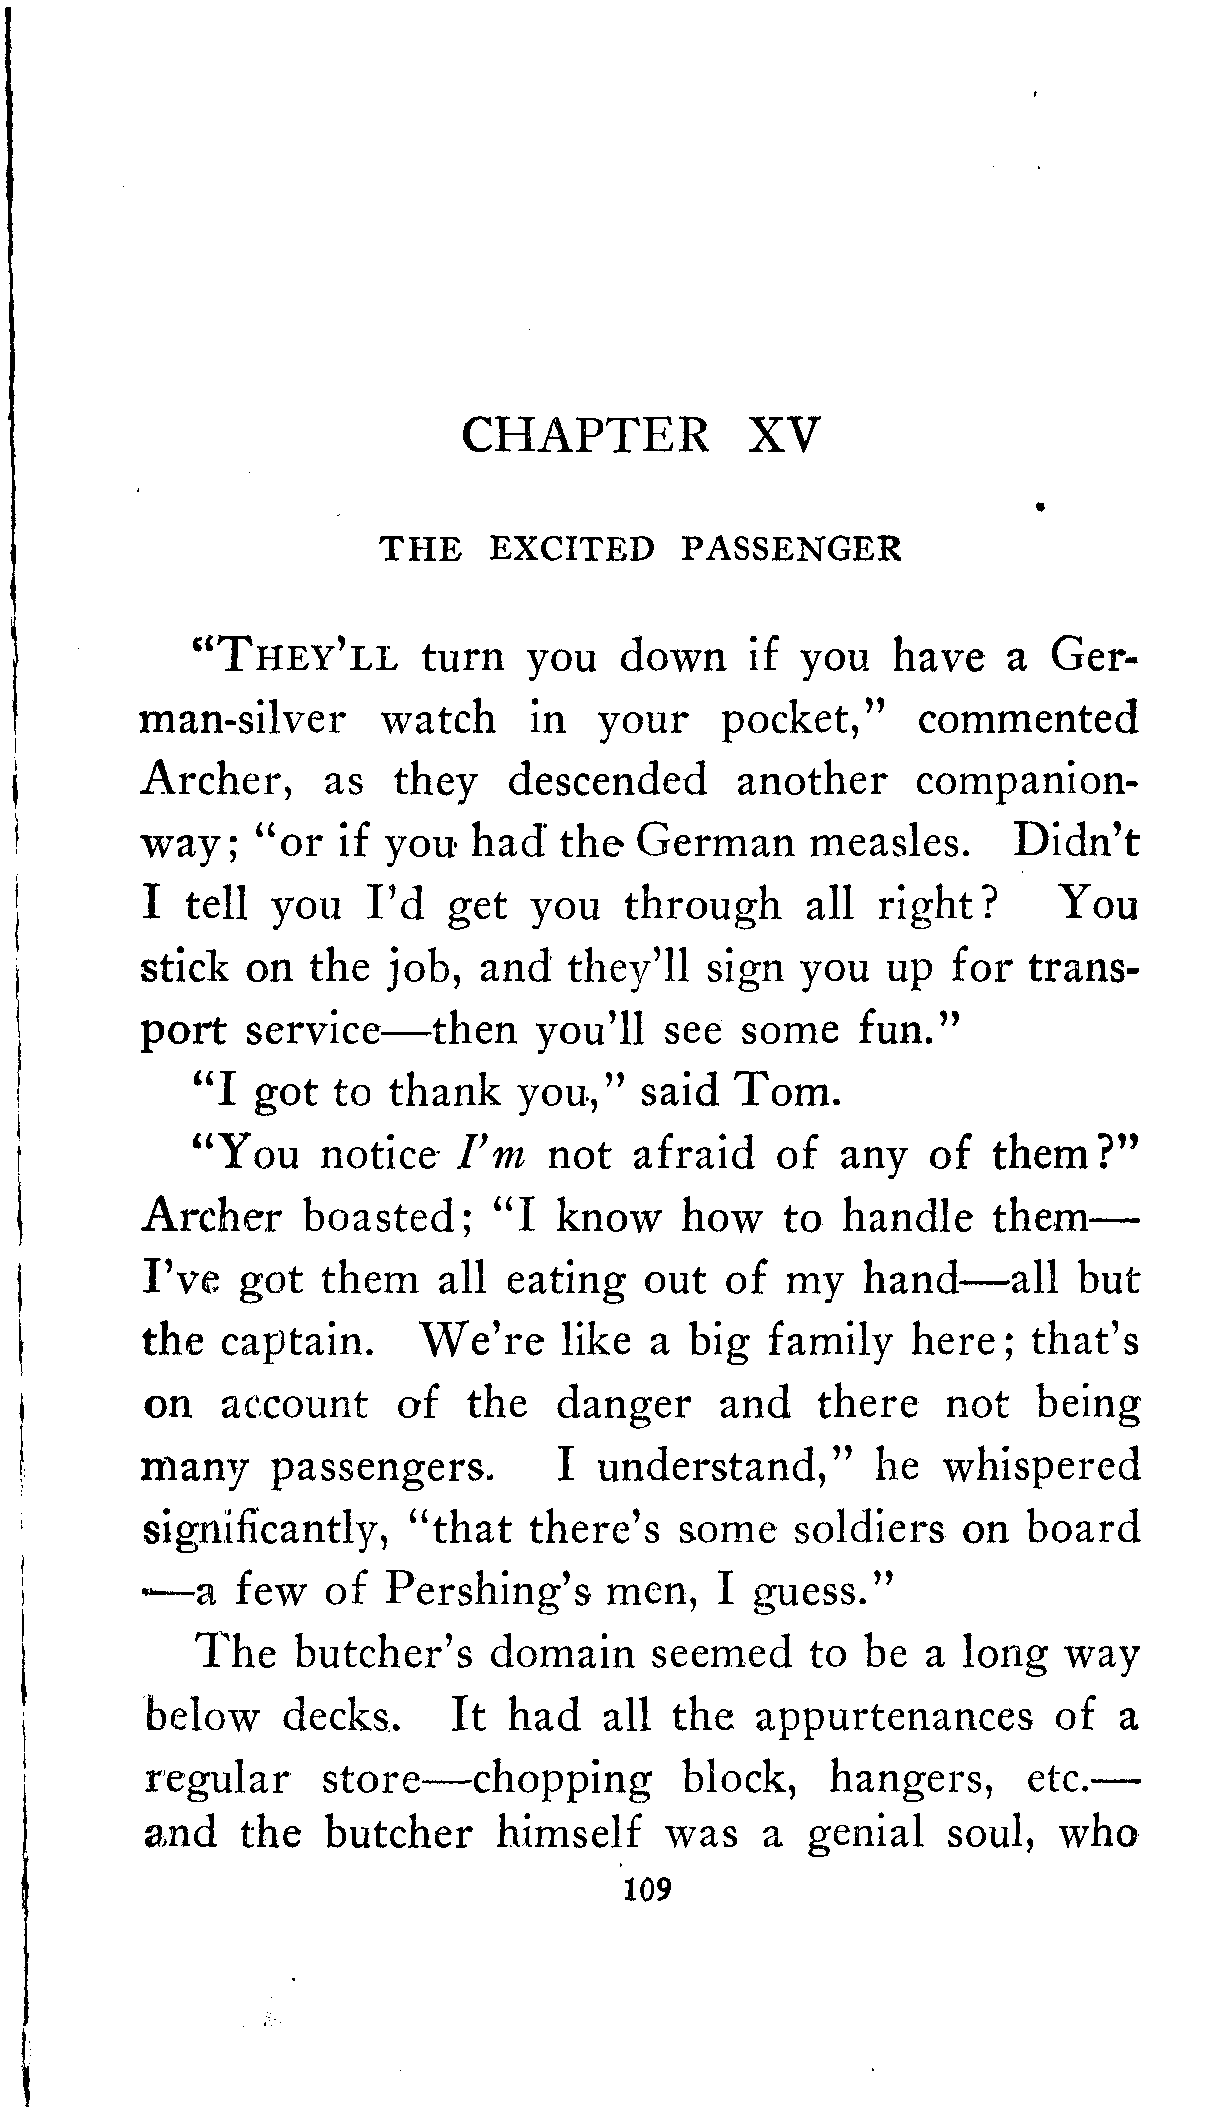 CHAPTER XV
THE EXCITED PASSENGER
"THEY'LL turn you down if you have a Ger-
man-silver watch in your pocket," commented
Archer, as they descended another companion-
way; "or if you had the German measles. Didn't
I tell you I'd get you through all right? You
stick on the job, and they'll sign you up for trans-
port service—then you'll see some fun."
"I got to thank you," said Tom.
"You notice I'm not afraid of any of them?"
Archer boasted; "I know how to handle them—
I've got them all eating out of my hand—all but
the captain. We're like a big family here; that's
on account of the danger and there not being
many passengers. I understand," he whispered
significantly, "that there's some soldiers on board
—a few of Pershing's men, I guess."
The butcher's domain seemed to be a long way
below decks. It had all the appurtenances of a
regular store—chopping block, hangers, etc.—
and the butcher himself was a genial soul, who
109